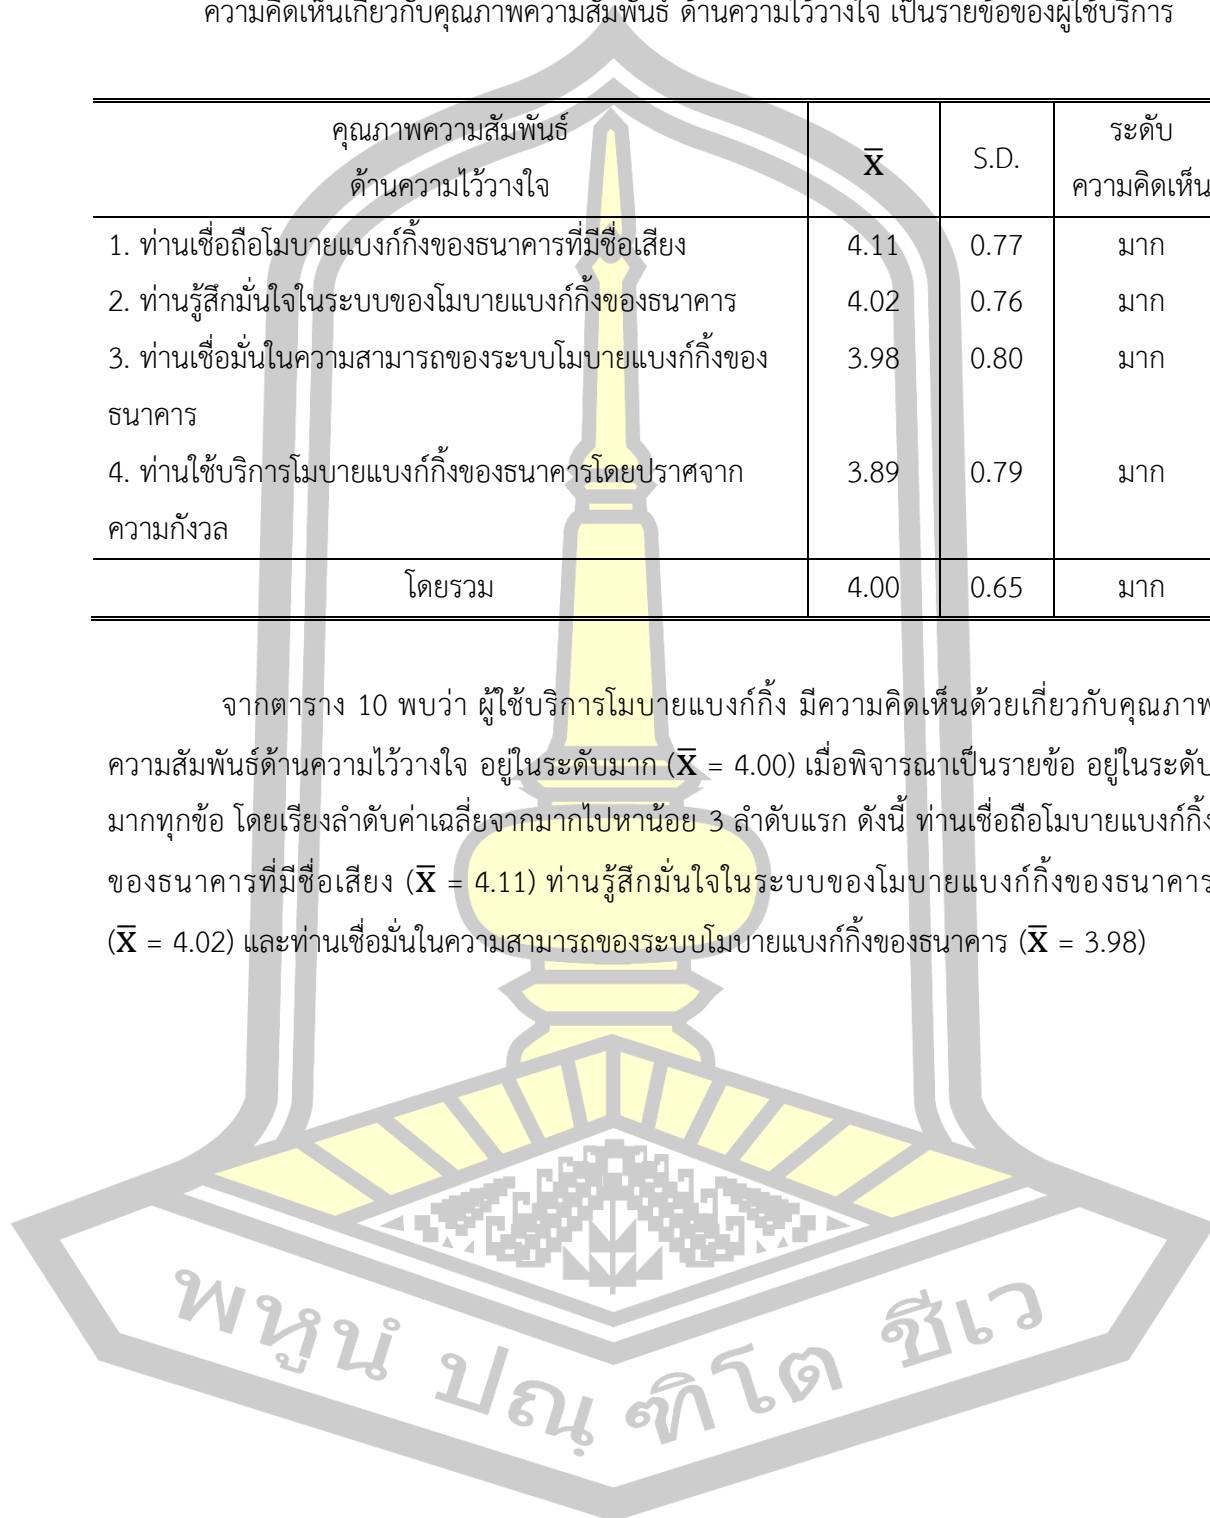 ความคิดเห็นเกี่ยวกับคุณภาพความสัมพันธ์ ด้านความไว้วางใจ เป็นรายข้อของผู้ใช้บริการ
คุณภาพความสัมพันธ์
ด้านความไว้วางใจ
X̅
S.D.
ระดับ
ความคิดเห็น
1. ท่านเชื่อถือโมบายแบงก์กิ้งของธนาคารที่มีชื่อเสียง 4.11 0.77 มาก
2. ท่านรู้สึกมั่นใจในระบบของโมบายแบงก์กิ้งของธนาคาร 4.02 0.76 มาก
3. ท่านเชื่อมั่นในความสามารถของระบบโมบายแบงก์กิ้งของ 3.98 0.80 มาก
ธนาคาร
4. ท่านใช้บริการโมบายแบงก์กิ้งของธนาคารโดยปราศจาก 3.89 0.79 มาก
ความกังวล
โดยรวม 4.00 0.65 มาก
จากตาราง 10 พบว่า ผู้ใช้บริการโมบายแบงก์กิ้ง มีความคิดเห็นด้วยเกี่ยวกับคุณภาพ
ความสัมพันธ์ด้านความไว้วางใจ อยู่ในระดับมาก (X̅ = 4.00) เมื่อพิจารณาเป็นรายข้อ อยู่ในระดับ
มากทุกข้อ โดยเรียงลำดับค่าเฉลี่ยจากมากไปหาน้อย 3 ลำดับแรก ดังนี้ ท่านเชื่อถือโมบายแบงก์กิ้ง
ของธนาคารที่มีชื่อเสียง (X̅ = 4.11) ท่านรู้สึกมั่นใจในระบบของโมบายแบงก์กิ้งของธนาคาร
(X̅ = 4.02) และท่านเชื่อมั่นในความสามารถของระบบโมบายแบงก์กิ้งของธนาคาร (X̅ = 3.98)
พหูนํ ปณฺฑิโต ชีเว